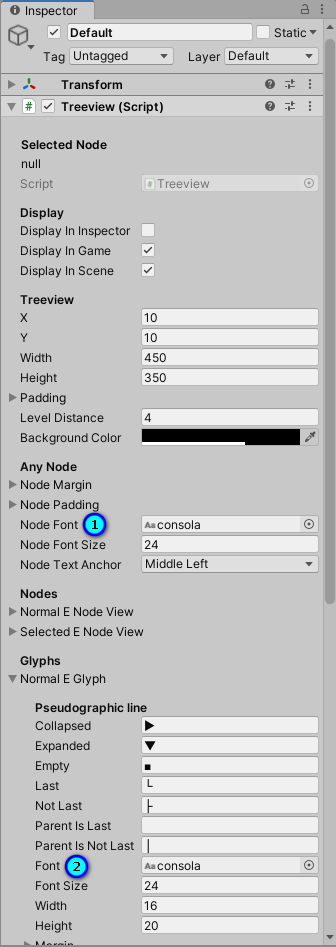 Inspector
Default Static
Tag Untagged Layer Default
Transform
# Treeview (Script)
Selected Node
null
Script # Treeview
Display
Display In Inspector
Display In Game
Display In Scene
Treeview
X 10
Y 10
Width 450
Height 350
Padding
Level Distance 4
Background Color
Any Node
Node Margin
Node Padding
Node Font 1 Aa consola
Node Font Size 24
Node Text Anchor Middle Left
Nodes
Normal E Node View
Selected E Node View
Glyphs
Normal E Glyph
Pseudographic line
Collapsed ►
Expanded ▼
Empty ▪
Last └
Not Last ├
Parent Is Last
Parent Is Not Last │
Font 2 Aa consola
Font Size 24
Width 16
Height 20
Margin